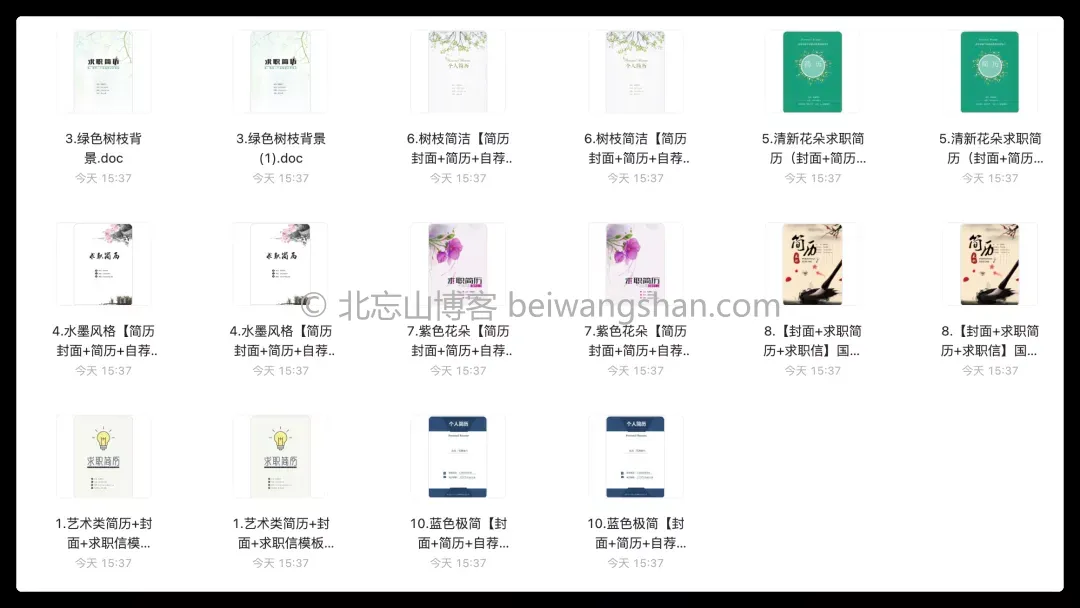 求职简历
求职简历
个人简历
个人简历
简 历
简 历
3.绿色树枝背
景.doc
今天 15:37
3.绿色树枝背景
(1).doc
今天 15:37
6.树枝简洁【简历
封面+简历+自荐..
今天 15:37
6.树枝简洁【简历
封面+简历+自荐..
今天 15:37
5.清新花朵求职简
历（封面+简历...
今天 15:37
5.清新花朵求职简
历（封面+简历...
今天 15:37
求职简历
求职简历
求职简历
求职简历
简历
简历
© 北忘山博客 beiwangshan.com
4.水墨风格【简历
封面+简历+自荐..
今天 15:37
4.水墨风格【简历
封面+简历+自荐..
今天 15:37
7.紫色花朵【简历
封面+简历+自荐..
今天 15:37
7.紫色花朵【简历
封面+简历+自荐..
今天 15:37
8.【封面+求职简
历+求职信】国...
今天 15:37
8.【封面+求职简
历+求职信】国...
今天 15:37
求职简历
求职简历
个人简历
Personal Resume
个人简历
Personal Resume
1.艺术类简历+封
面+求职信模...
今天 15:37
1.艺术类简历+封
面+求职信模板...
今天 15:37
10.蓝色极简【封
面+简历+自荐...
今天 15:37
10.蓝色极简【封
面+简历+自荐...
今天 15:37